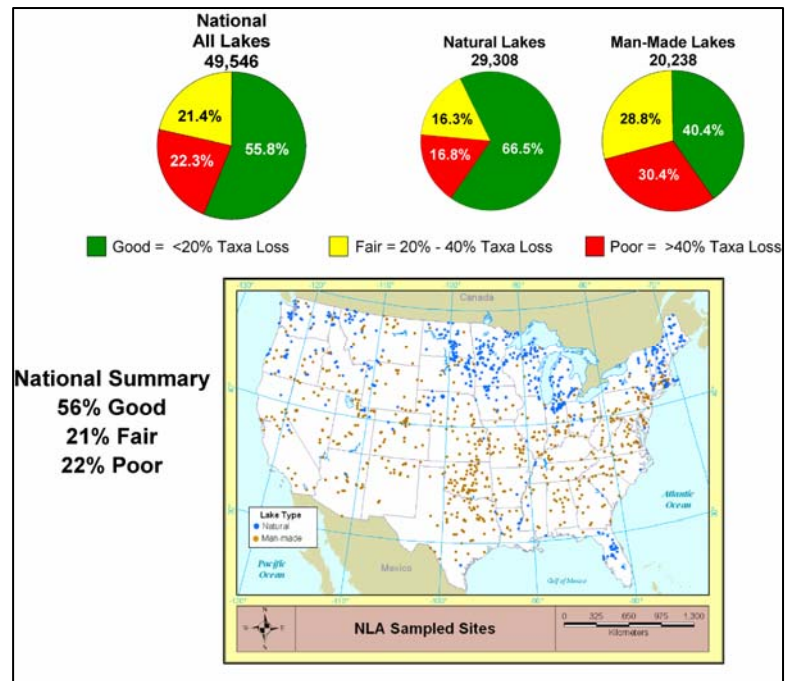 National
All Lakes
49,546
Natural Lakes
29,308
Man-Made Lakes
20,238
21.4%
22.3%
55.8%
16.3%
16.8%
66.5%
28.8%
30.4%
40.4%
Good = <20% Taxa Loss
Fair = 20% - 40% Taxa Loss
Poor = >40% Taxa Loss
National Summary
56% Good
21% Fair
22% Poor
Canada
Atlantic
Ocean
Lake Type
Natural
Man-made
Pacific
Ocean
Mexico
Gulf of Mexico
N
W
E
S
NLA Sampled Sites
0 325 650 975 1,300
Kilometers